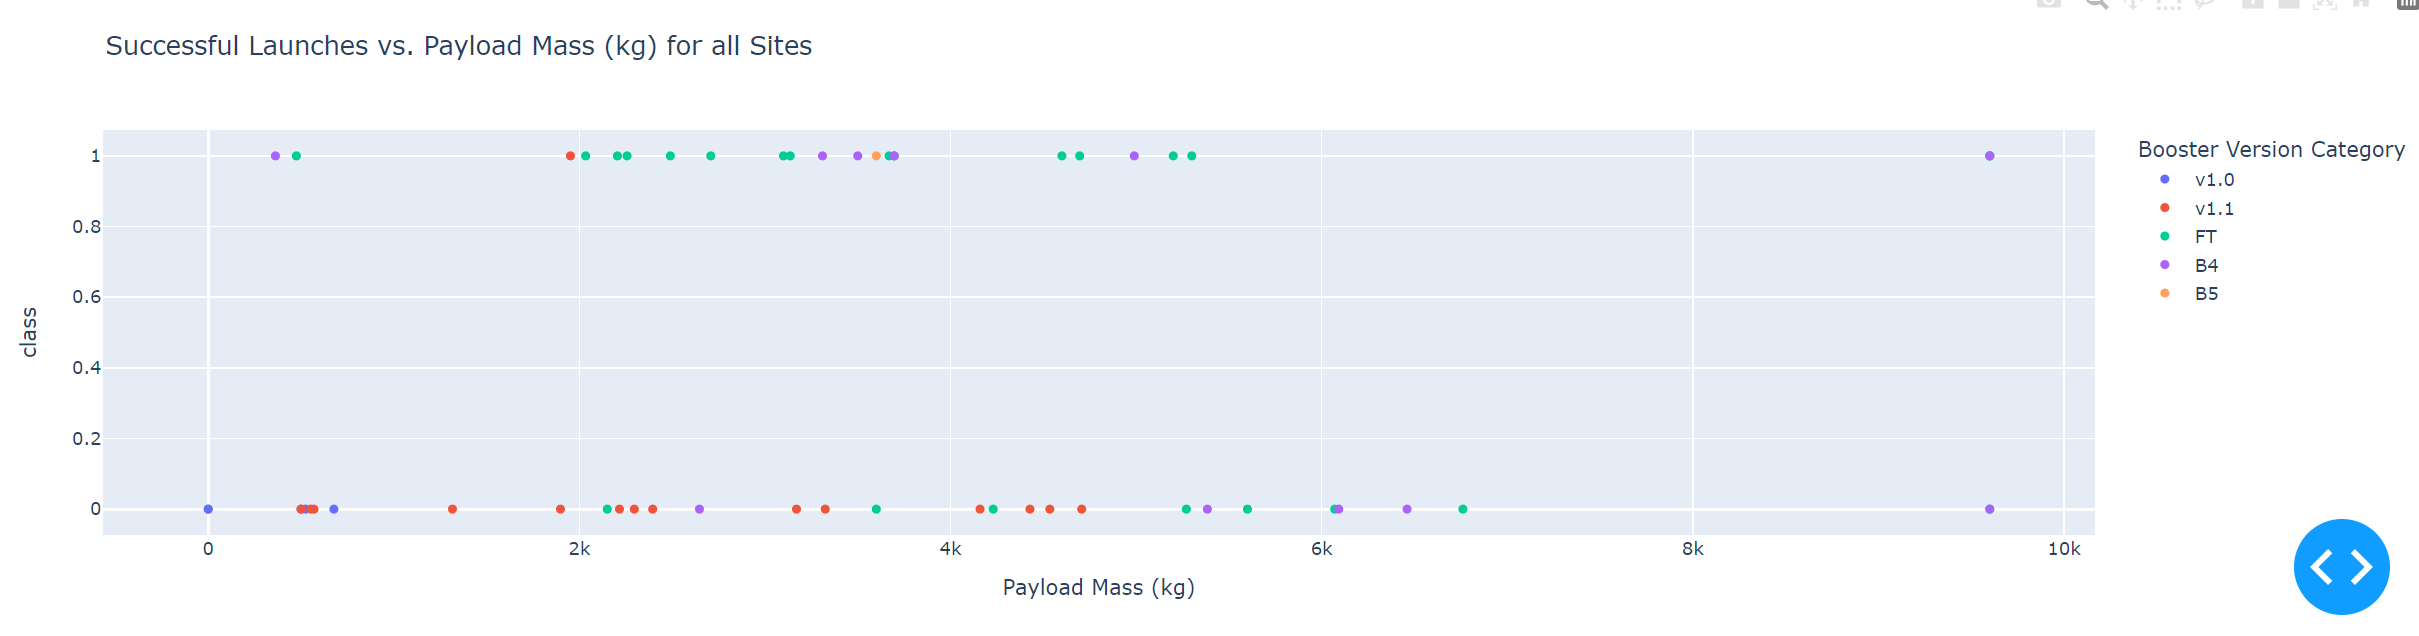 Successful Launches vs. Payload Mass (kg) for all Sites
Booster Version Category
v1.0
v1.1
FT
B4
B5
class
1
0.8
0.6
0.4
0.2
0
0 2k 4k 6k 8k 10k
Payload Mass (kg)